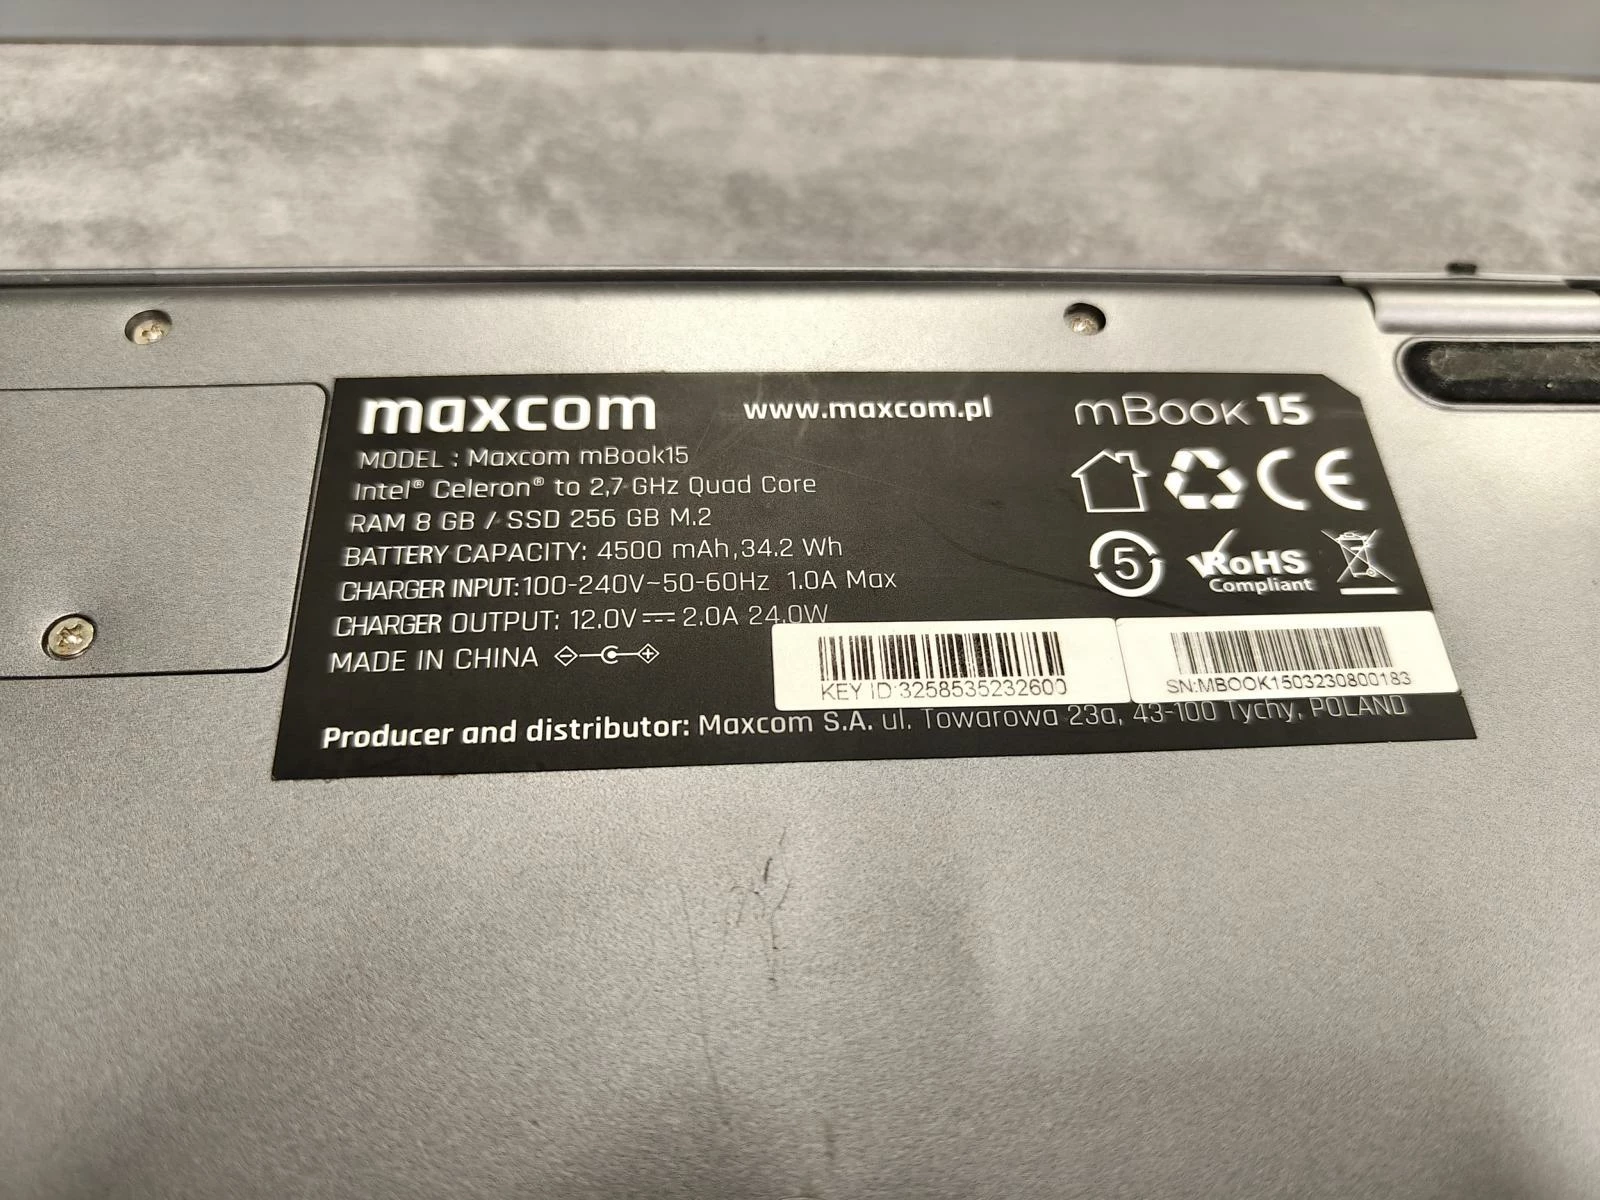 maxcom www.maxcom.pl mBook 15
MODEL : Maxcom mBook15
Intel® Celeron® to 2,7 GHz Quad Core
RAM 8 GB / SSD 256 GB M.2
BATTERY CAPACITY: 4500 mAh,34.2 Wh
CHARGER INPUT:100-240V~50-60Hz 1.0A Max
CHARGER OUTPUT: 12.0V⎓2.0A 24.0W
MADE IN CHINA
CE
5
RoHS
Compliant
KEY ID:3258535232600
SN:MBOOK1503230800183
Producer and distributor: Maxcom S.A. ul. Towarowa 23a, 43-100 Tychy, POLAND